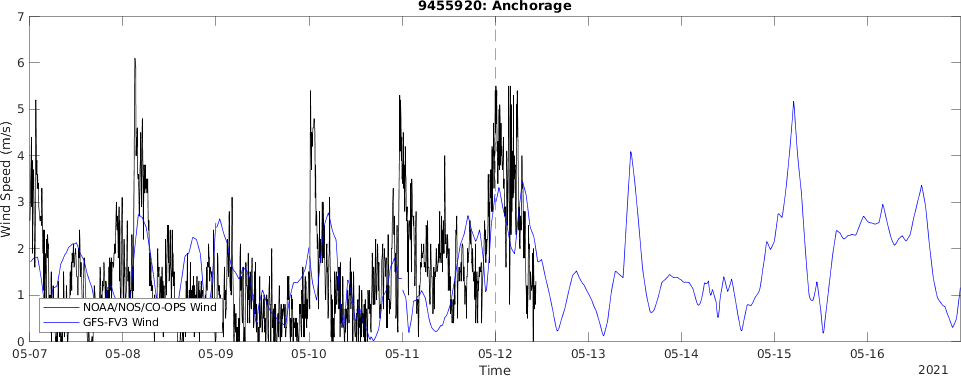 9455920: Anchorage
7
6
5
4
3
2
1
0
Wind Speed (m/s)
NOAA/NOS/CO-OPS Wind
GFS-FV3 Wind
05-07 05-08 05-09 05-10 05-11 05-12 05-13 05-14 05-15 05-16
Time
2021